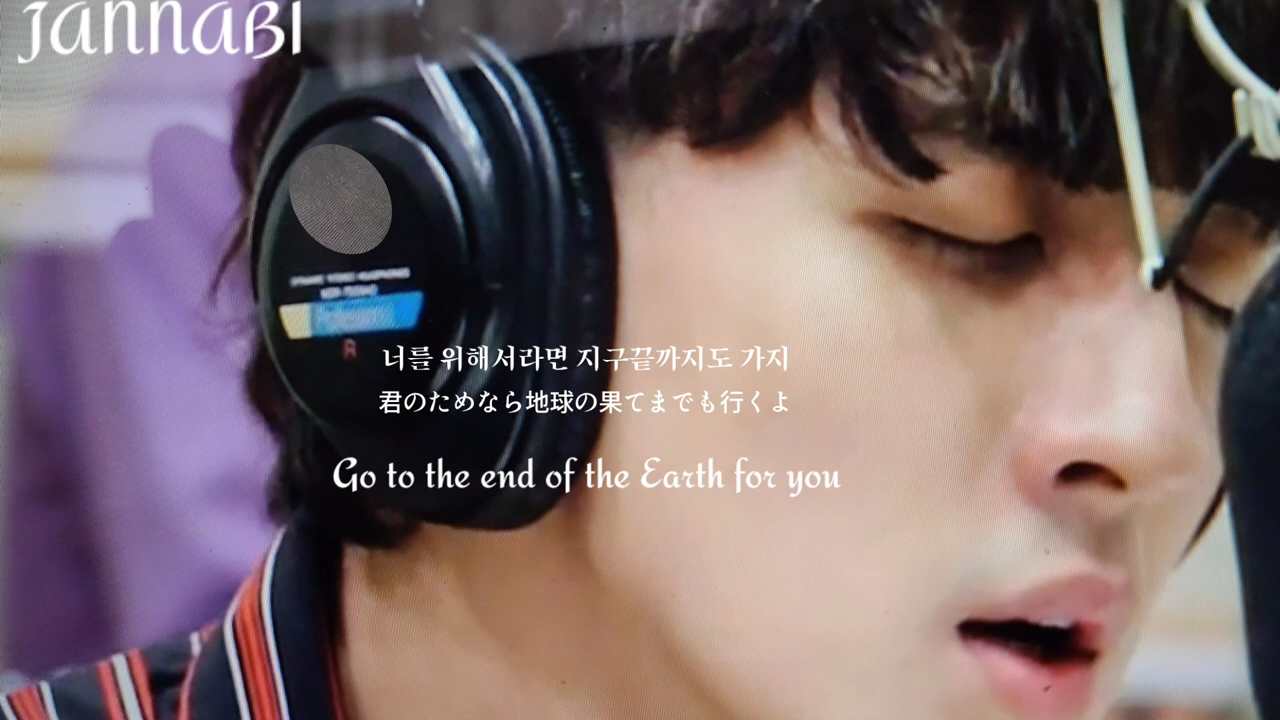 JANNABI
R
너를 위해서라면 지구끝까지도 가지
君のためなら地球の果てまでも行くよ
Go to the end of the Earth for you